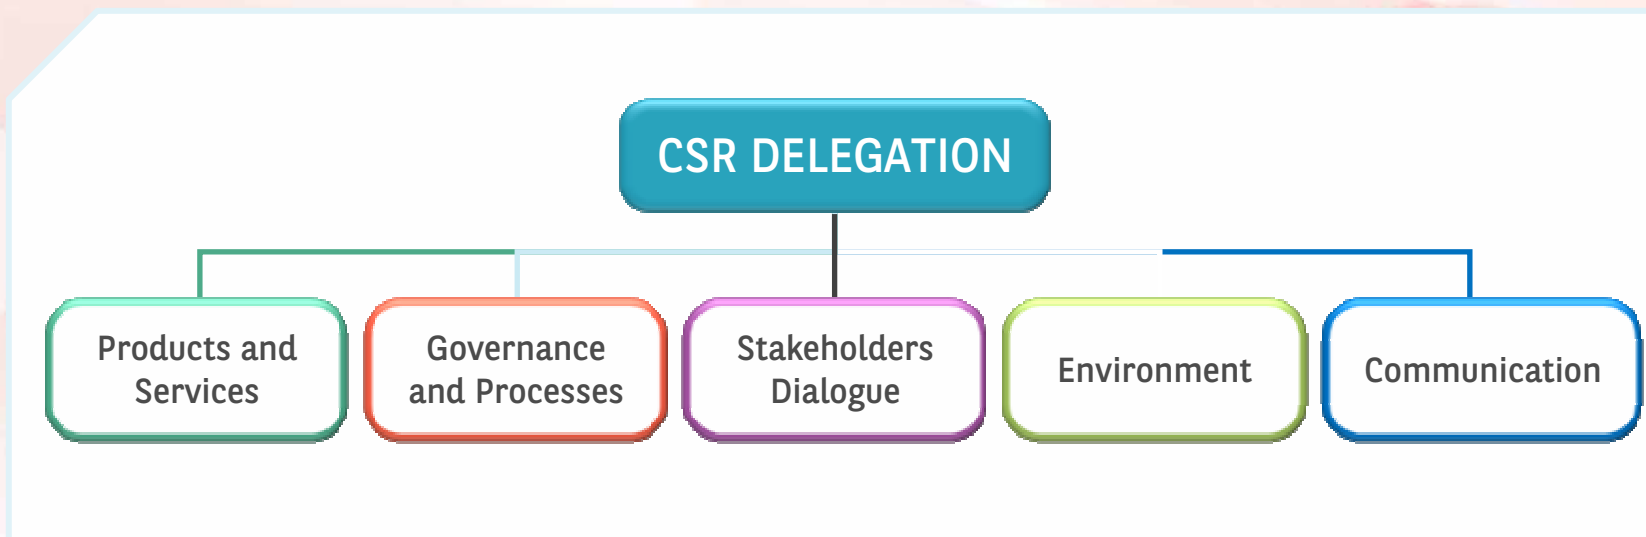 CSR DELEGATION
Products and
Services
Governance
and Processes
Stakeholders
Dialogue
Environment
Communication